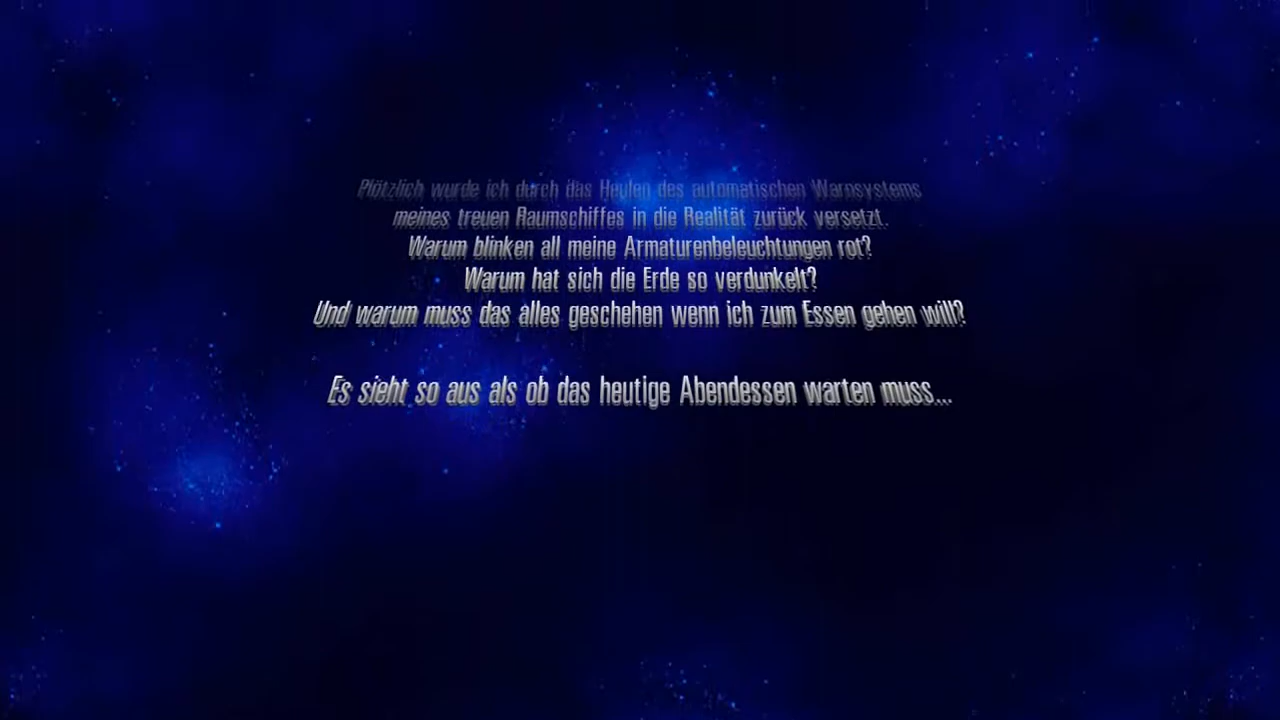 Plötzlich wurde ich durch das Heulen des automatischen Warnsystems
meines treuen Raumschiffes in die Realität zurück versetzt.
Warum blinken all meine Armaturenbeleuchtungen rot?
Warum hat sich die Erde so verdunkelt?
Und warum muss das alles geschehen wenn ich zum Essen gehen will?
Es sieht so aus als ob das heutige Abendessen warten muss...